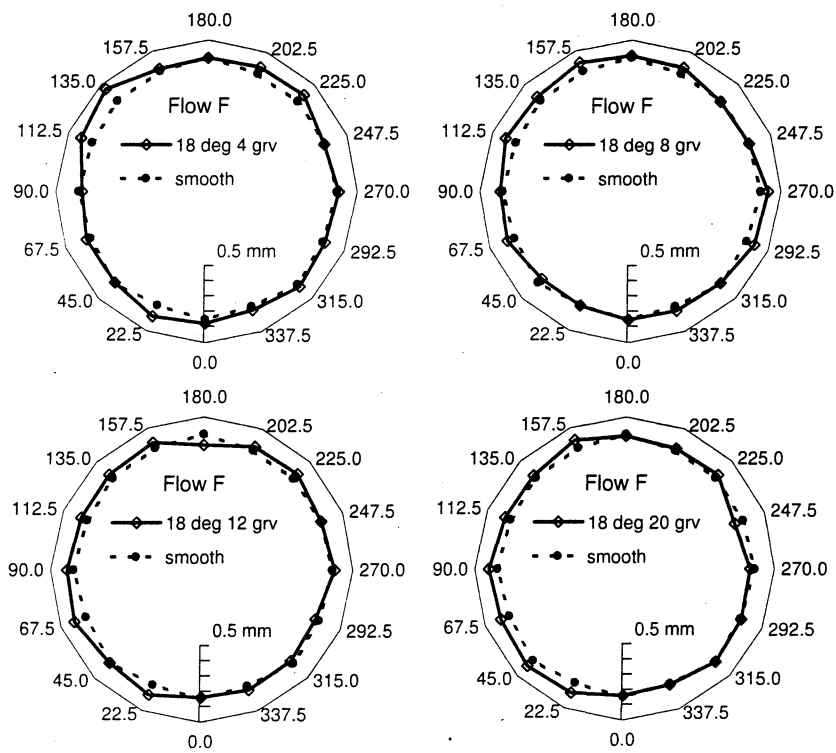 180.0
157.5 202.5
135.0 225.0
Flow F
112.5 247.5
18 deg 4 grv
90.0 smooth 270.0
67.5 0.5 mm 292.5
45.0 315.0
22.5 337.5
0.0
180.0
157.5 202.5
135.0 225.0
Flow F
112.5 247.5
18 deg 8 grv
90.0 smooth 270.0
67.5 0.5 mm 292.5
45.0 315.0
22.5 337.5
0.0
180.0
157.5 202.5
135.0 225.0
Flow F
112.5 247.5
18 deg 12 grv
smooth
90.0 270.0
67.5 0.5 mm 292.5
45.0 315.0
22.5 337.5
0.0
180.0
157.5 202.5
135.0 225.0
Flow F
112.5 247.5
18 deg 20 grv
smooth
90.0 270.0
67.5 0.5 mm 292.5
45.0 315.0
22.5 337.5
0.0